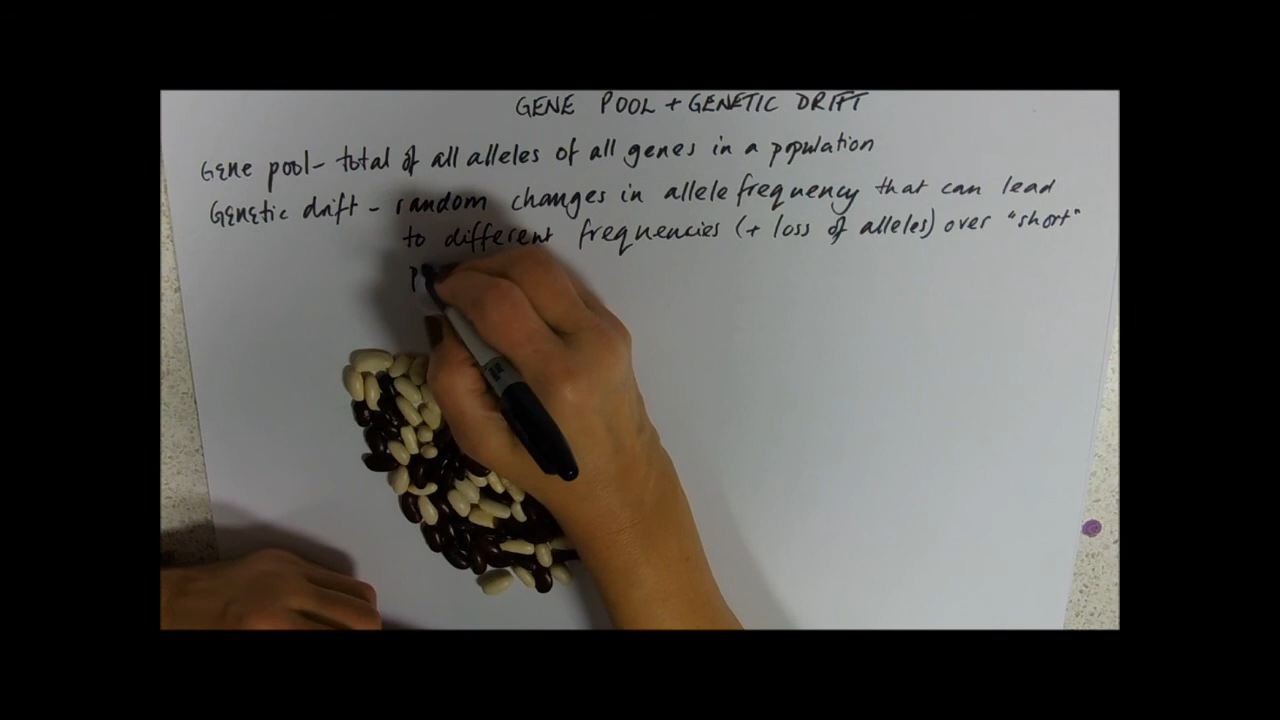 GENE POOL + GENETIC DRIFT
Gene pool - total of all alleles of all genes in a population
Genetic drift - random changes in allele frequency that can lead
to different frequencies (+ loss of alleles) over "short"